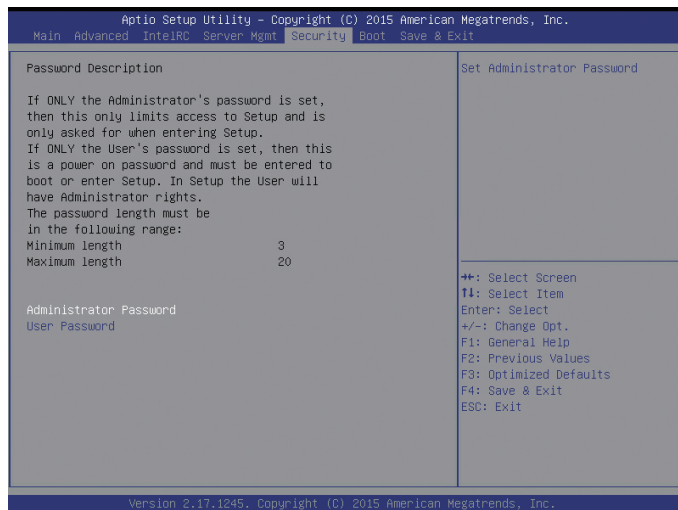 Aptio Setup Utility – Copyright (C) 2015 American Megatrends, Inc.
Main Advanced IntelRC Server Mgmt Security Boot Save & Exit
Password Description
If ONLY the Administrator's password is set,
then this only limits access to Setup and is
only asked for when entering Setup.
If ONLY the User's password is set, then this
is a power on password and must be entered to
boot or enter Setup. In Setup the User will
have Administrator rights.
The password length must be
in the following range:
Minimum length 3
Maximum length 20
Administrator Password
User Password
Set Administrator Password
→←: Select Screen
↑↓: Select Item
Enter: Select
+/-: Change Opt.
F1: General Help
F2: Previous Values
F3: Optimized Defaults
F4: Save & Exit
ESC: Exit
Version 2.17.1245. Copyright (C) 2015 American Megatrends, Inc.